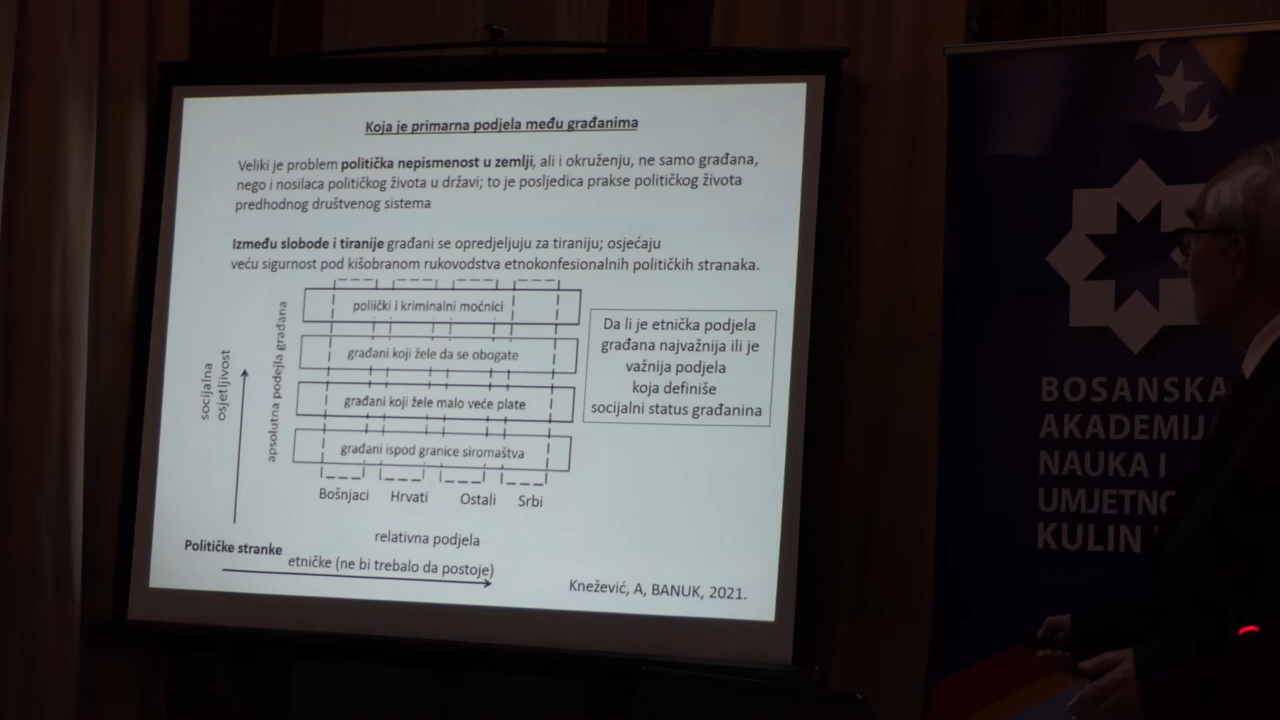 Koja je primarna podjela među građanima
Veliki je problem politička nepismenost u zemlji, ali i okruženju, ne samo građana,
nego i nosilaca političkog života u državi; to je posljedica prakse političkog života
predhodnog društvenog sistema
Između slobode i tiranije građani se opredjeljuju za tiraniju; osjećaju
veću sigurnost pod kišobranom rukovodstva etnokonfesionalnih političkih stranaka.
socijalna
osjetljivost
apsolutna podejla građana
poliički i kriminalni moćnici
građani koji žele da se obogate
građani koji žele malo veće plate
građani ispod granice siromaštva
Bošnjaci Hrvati Ostali Srbi
Da li je etnička podjela
građana najvažnija ili je
važnija podjela
koja definiše
socijalni status građanina
relativna podjela
Političke stranke
etničke (ne bi trebalo da postoje)
Knežević, A, BANUK, 2021.
BOSANSKA
AKADEMIJ
NAUKA I
UMJETNO
KULIN